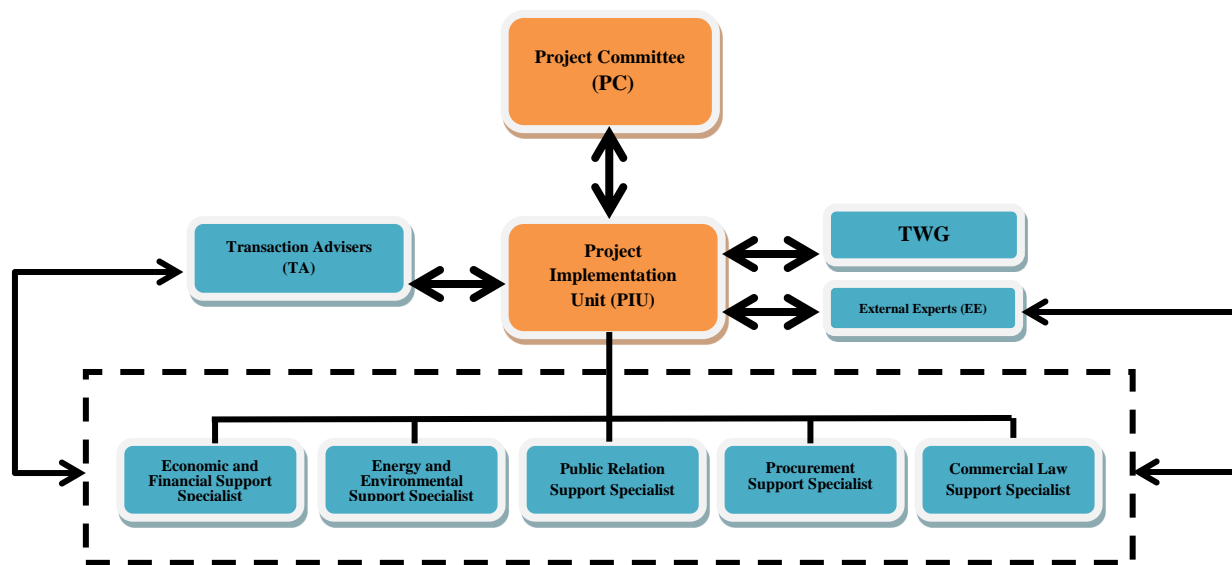 Project Committee
(PC)
Transaction Advisers
(TA)
Project
Implementation
Unit (PIU)
TWG
External Experts (EE)
Economic and
Financial Support
Specialist
Energy and
Environmental
Support Specialist
Public Relation
Support Specialist
Procurement
Support Specialist
Commercial Law
Support Specialist